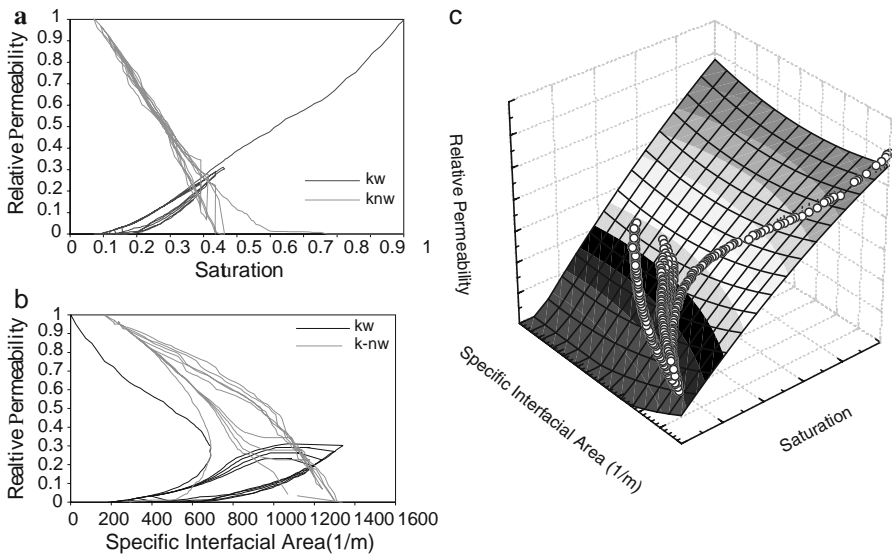 a
1
0.9
0.8
0.7
0.6
0.5
0.4
0.3
0.2
0.1
0
Relative Permeability
kw
knw
0 0.1 0.2 0.3 0.4 0.5 0.6 0.7 0.8 0.9 1
Saturation
b
1
0.9
0.8
0.7
0.6
0.5
0.4
0.3
0.2
0.1
0
Realtive Permeability
kw
k-nw
0 200 400 600 800 1000 1200 1400 1600
Specific Interfacial Area(1/m)
c
Relative Permeability
Specific Interfacial Area (1/m)
Saturation